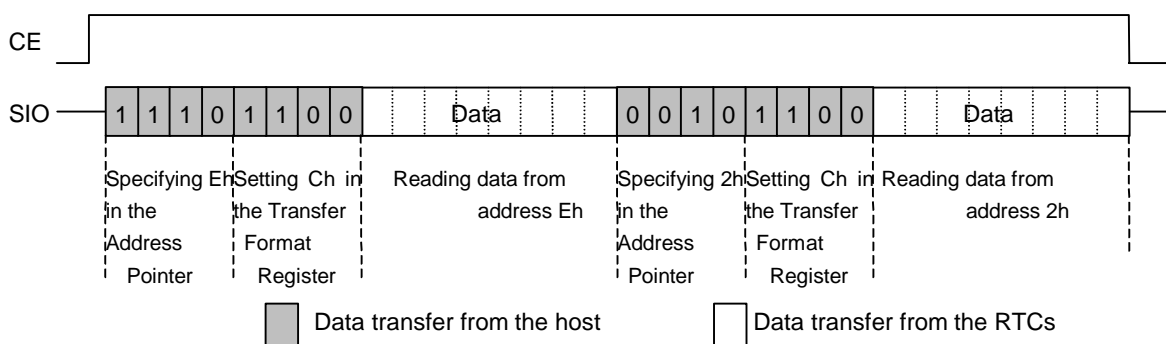 CE
SIO 1 1 1 0 1 1 0 0 Data 0 0 1 0 1 1 0 0 Data
Specifying Eh in the Address Pointer
Setting Ch in the Transfer Format Register
Reading data from address Eh
Specifying 2h in the Address Pointer
Setting Ch in the Transfer Format Register
Reading data from address 2h
Data transfer from the host
Data transfer from the RTCs